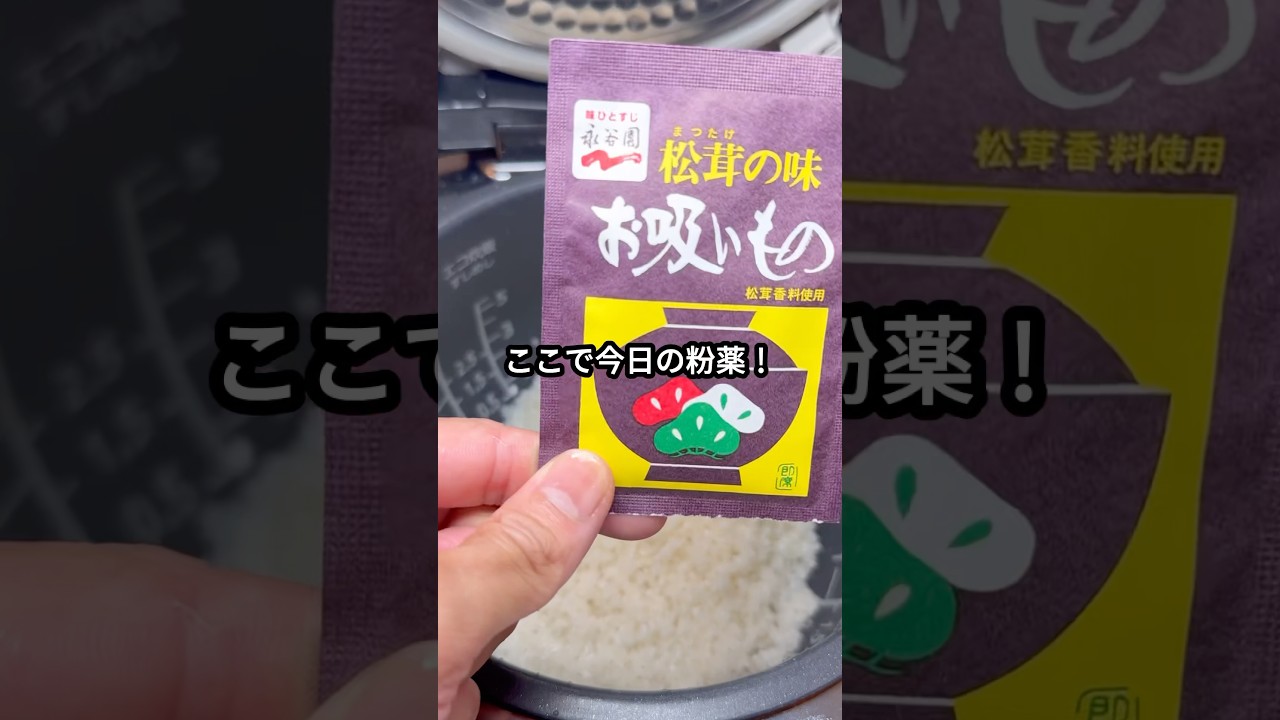 味ひとすじ
永谷園
まつたけ
松茸の味
お吸いもの
松茸香料使用
ここで今日の粉薬！
即席